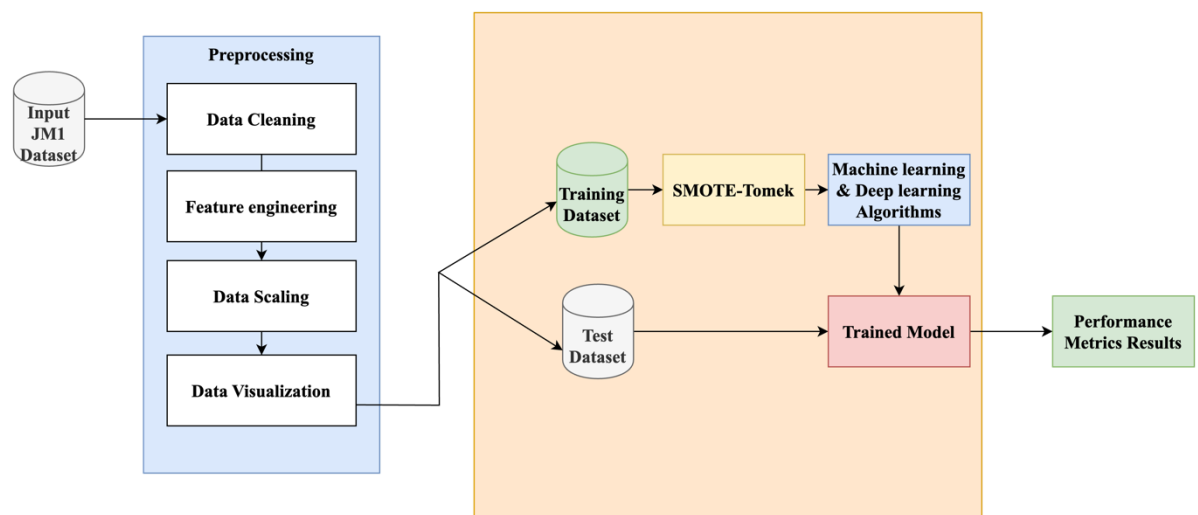 Preprocessing
Input
JM1
Dataset
Data Cleaning
Feature engineering
Data Scaling
Data Visualization
Training
Dataset
SMOTE-Tomek
Machine learning
& Deep learning
Algorithms
Test
Dataset
Trained Model
Performance
Metrics Results